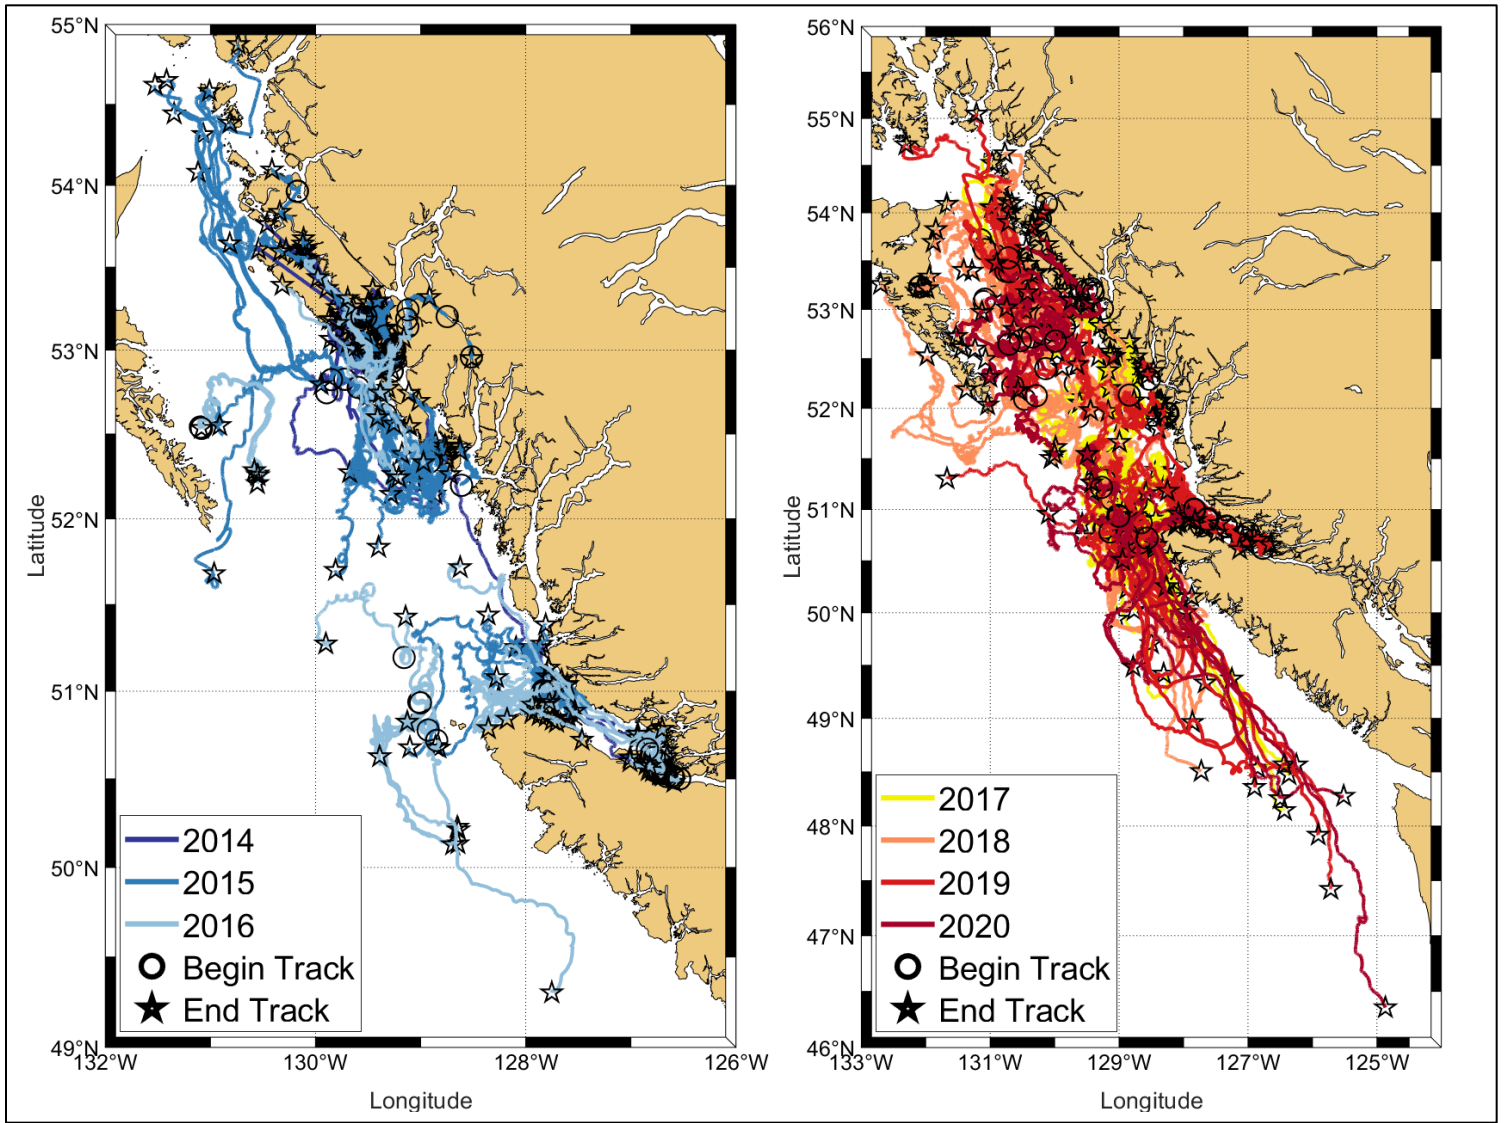 55°N
54°N
53°N
52°N
51°N
50°N
49°N
Latitude
132°W
130°W
128°W
126°W
Longitude
2014
2015
2016
Begin Track
End Track
56°N
55°N
54°N
53°N
52°N
51°N
50°N
49°N
48°N
47°N
46°N
Latitude
133°W
131°W
129°W
127°W
125°W
Longitude
2017
2018
2019
2020
Begin Track
End Track